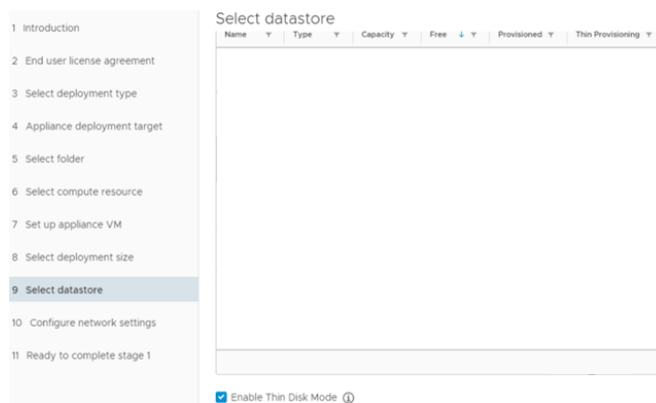 Select datastore
1 Introduction
Name Type Capacity Free Provisioned Thin Provisioning
2 End user license agreement
3 Select deployment type
4 Appliance deployment target
5 Select folder
6 Select compute resource
7 Set up appliance VM
8 Select deployment size
9 Select datastore
10 Configure network settings
11 Ready to complete stage 1
Enable Thin Disk Mode